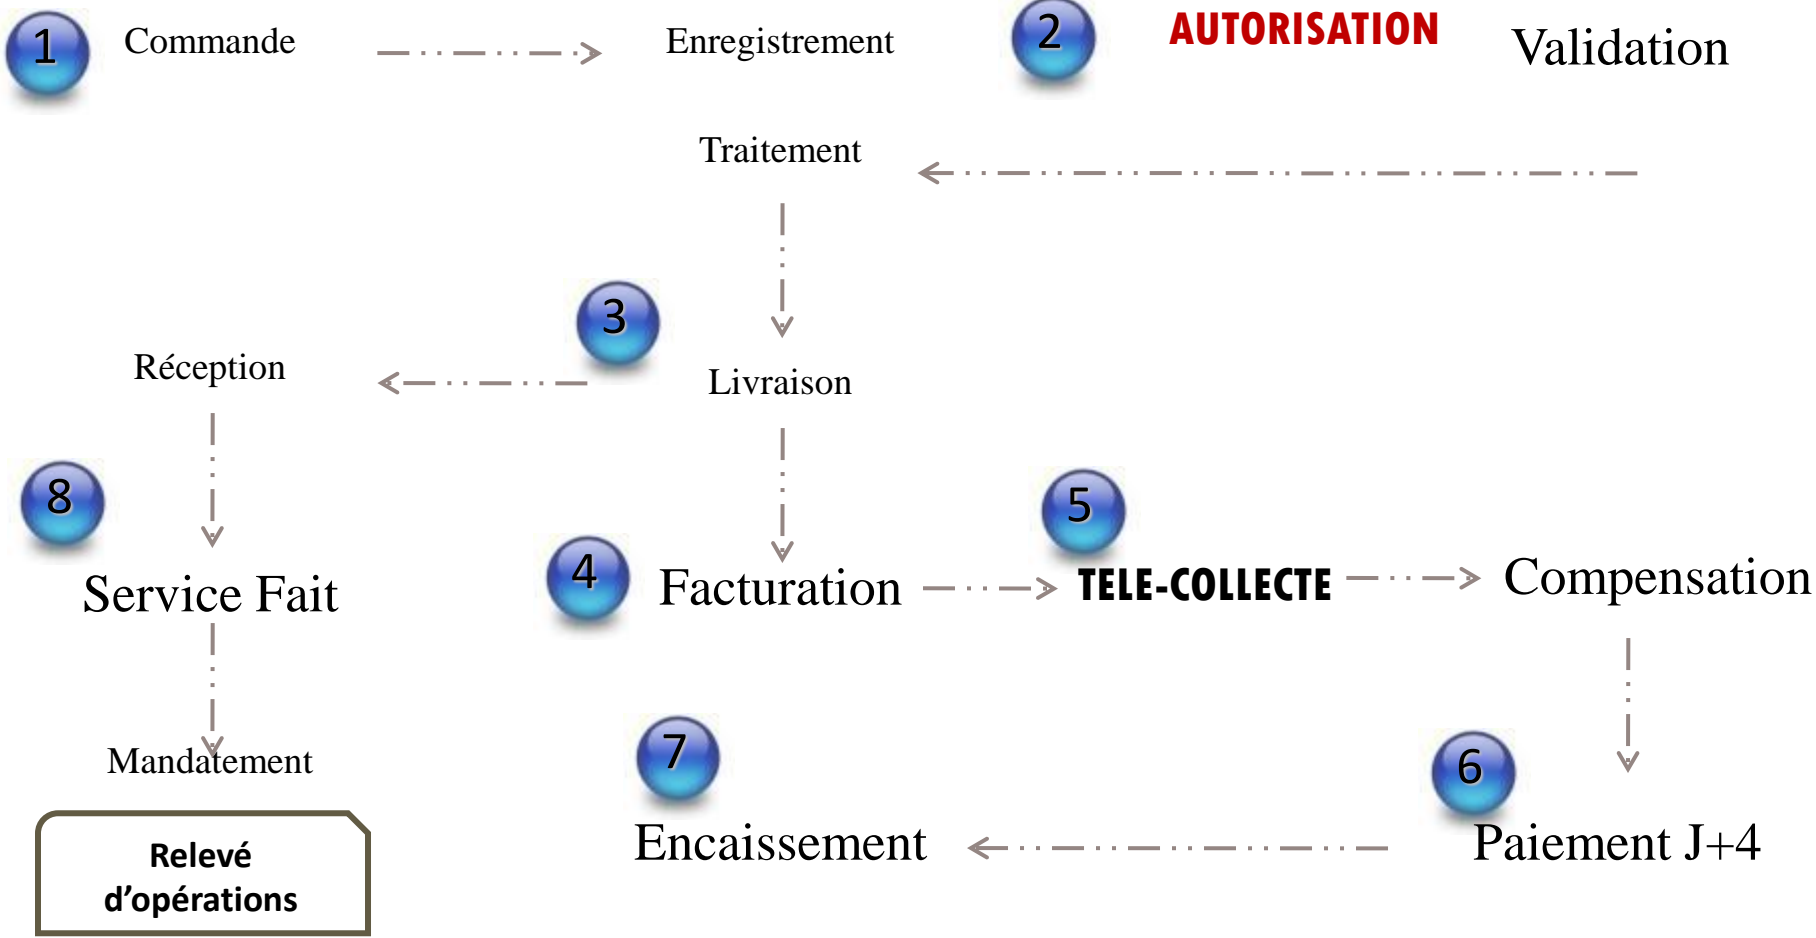 1
Commande
Enregistrement
2
AUTORISATION
Validation
Traitement
3
Réception
Livraison
8
5
4
Service Fait
Facturation
TELE-COLLECTE
Compensation
7
6
Mandatement
Encaissement
Paiement J+4
Relevé
d’opérations